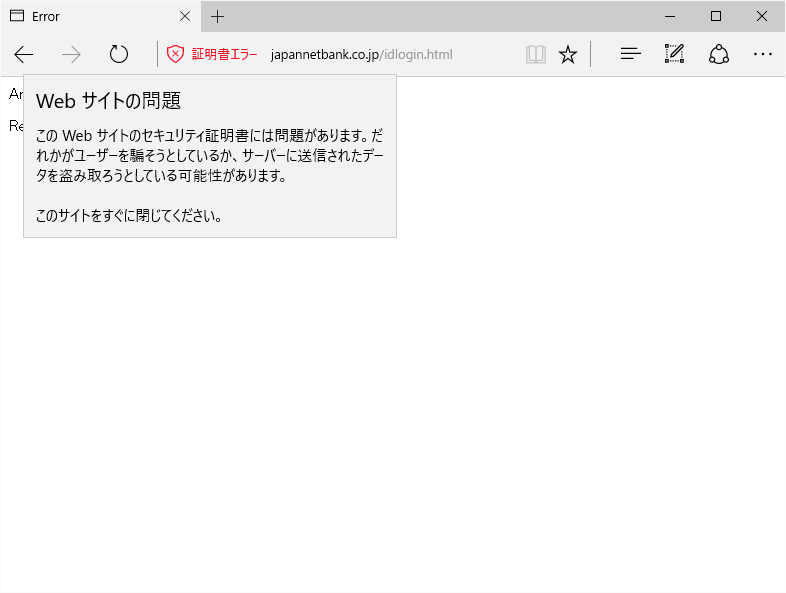 Error
証明書エラー japannetbank.co.jp/idlogin.html
Web サイトの問題
この Web サイトのセキュリティ証明書には問題があります。だ
れかがユーザーを騙そうとしているか、サーバーに送信されたデー
タを盗み取ろうとしている可能性があります。
このサイトをすぐに閉じてください。